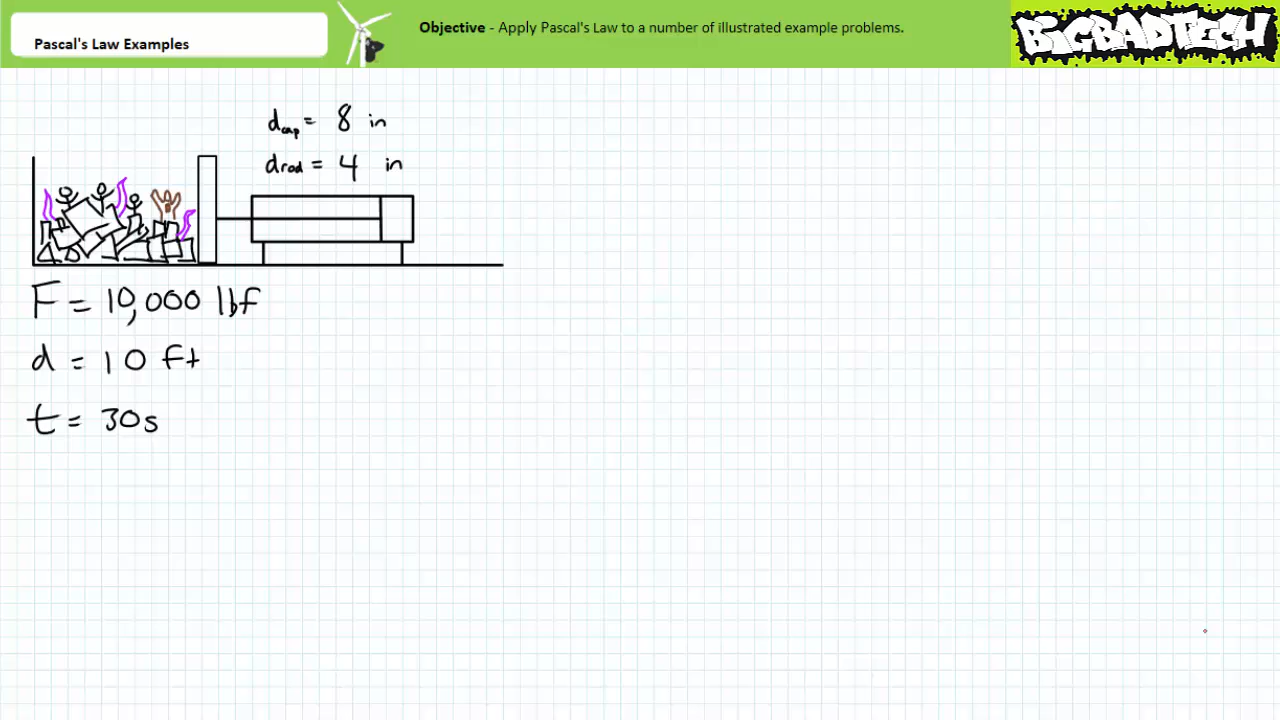 Pascal's Law Examples
Objective - Apply Pascal's Law to a number of illustrated example problems.
BIGBADTECH
dcap = 8 in
drod = 4 in
F = 10,000 lbf
d = 10 ft
t = 30s